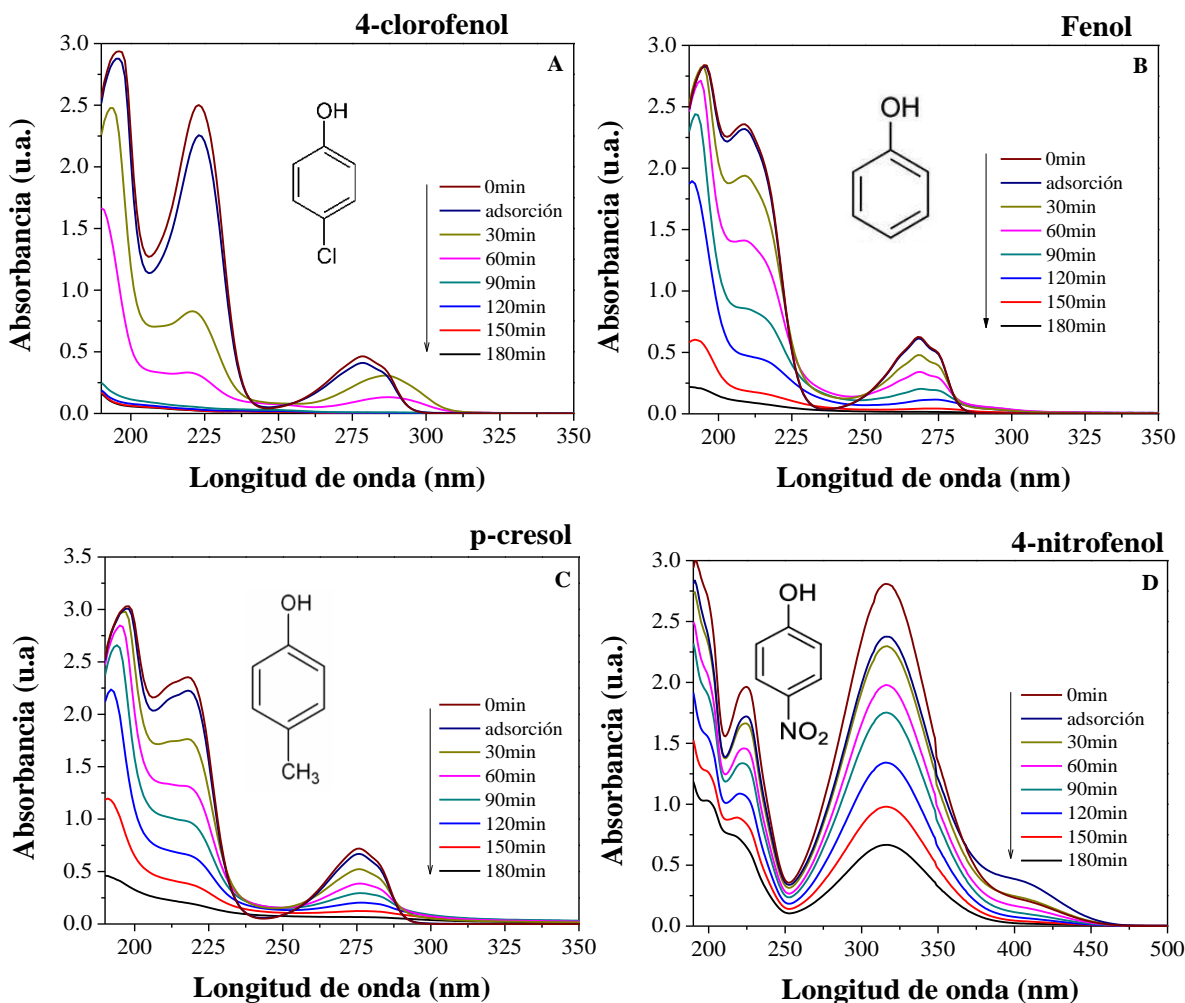 4-clorofenol
A
OH
Cl
0min
adsorción
30min
60min
90min
120min
150min
180min
3.0
2.5
2.0
1.5
1.0
0.5
0.0
Absorbancia (u.a.)
200 225 250 275 300 325 350
Longitud de onda (nm)
Fenol
B
OH
0min
adsorción
30min
60min
90min
120min
150min
180min
3.0
2.5
2.0
1.5
1.0
0.5
0.0
Absorbancia (u.a.)
200 225 250 275 300 325 350
Longitud de onda (nm)
p-cresol
C
OH
CH3
0min
adsorción
30min
60min
90min
120min
150min
180min
3.5
3.0
2.5
2.0
1.5
1.0
0.5
0.0
Absorbancia (u.a)
200 225 250 275 300 325 350
Longitud de onda (nm)
4-nitrofenol
D
OH
NO2
0min
adsorción
30min
60min
90min
120min
150min
180min
3.0
2.5
2.0
1.5
1.0
0.5
0.0
Absorbancia (u.a.)
200 250 300 350 400 450 500
Longitud de onda (nm)